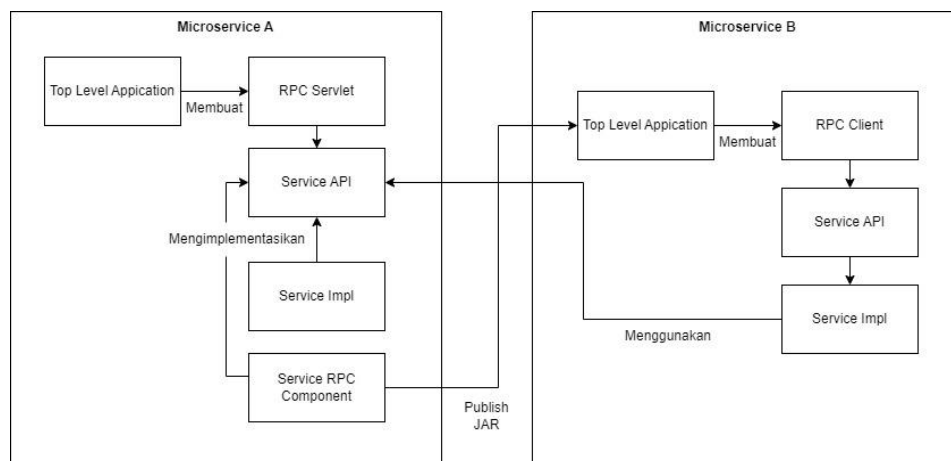 Microservice A
Top Level Appication
Membuat
RPC Servlet
Service API
Mengimplementasikan
Service Impl
Service RPC
Component
Publish
JAR
Microservice B
Top Level Appication
Membuat
RPC Client
Service API
Service Impl
Menggunakan